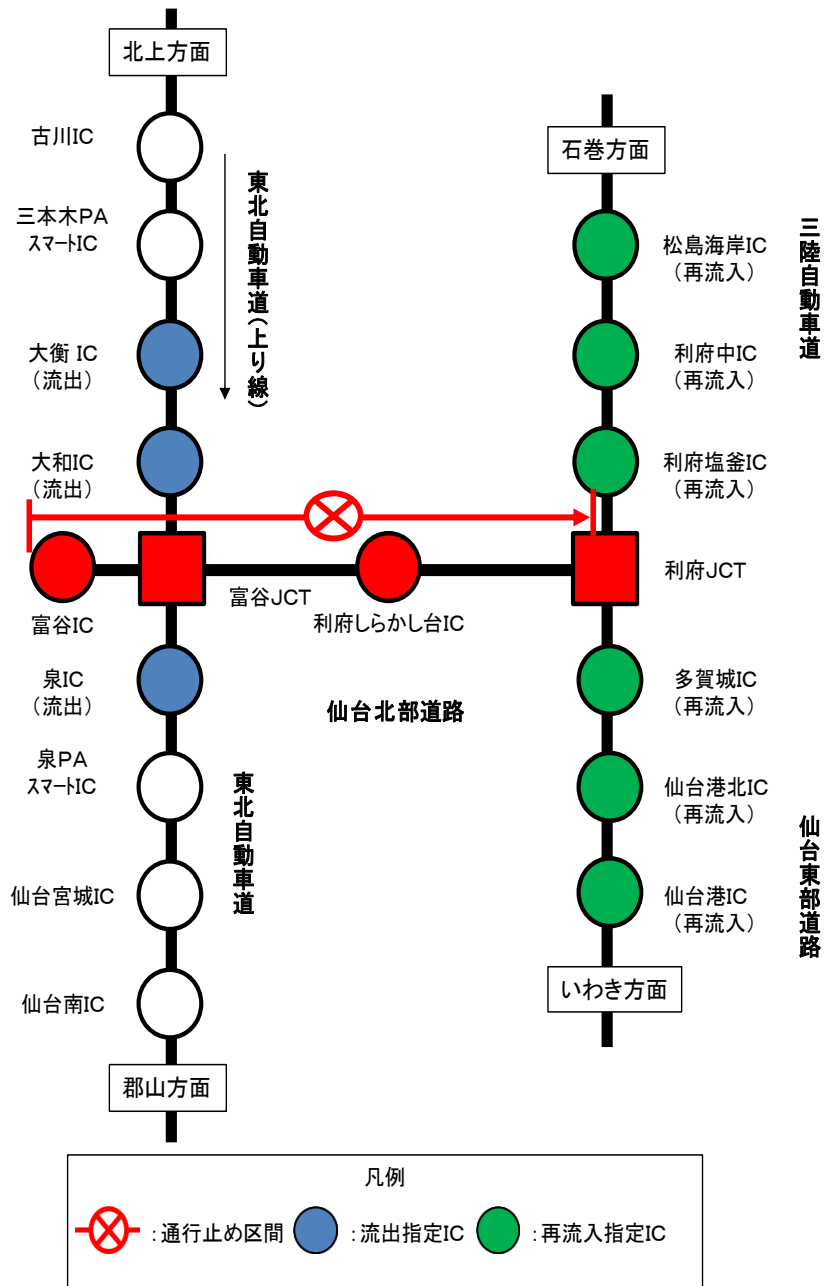 北上方面
古川IC
三本木PA
スマートIC
大衡 IC
(流出)
大和IC
(流出)
東北自動車道(上り線)
石巻方面
松島海岸IC
(再流入)
利府中IC
(再流入)
利府塩釜IC
(再流入)
三陸自動車道
富谷IC
富谷JCT
利府しらかし台IC
利府JCT
泉IC
(流出)
仙台北部道路
多賀城IC
(再流入)
泉PA
スマートIC
東北自動車道
仙台港北IC
(再流入)
仙台宮城IC
仙台港IC
(再流入)
仙台東部道路
仙台南IC
いわき方面
郡山方面
凡例
:通行止め区間
:流出指定IC
:再流入指定IC